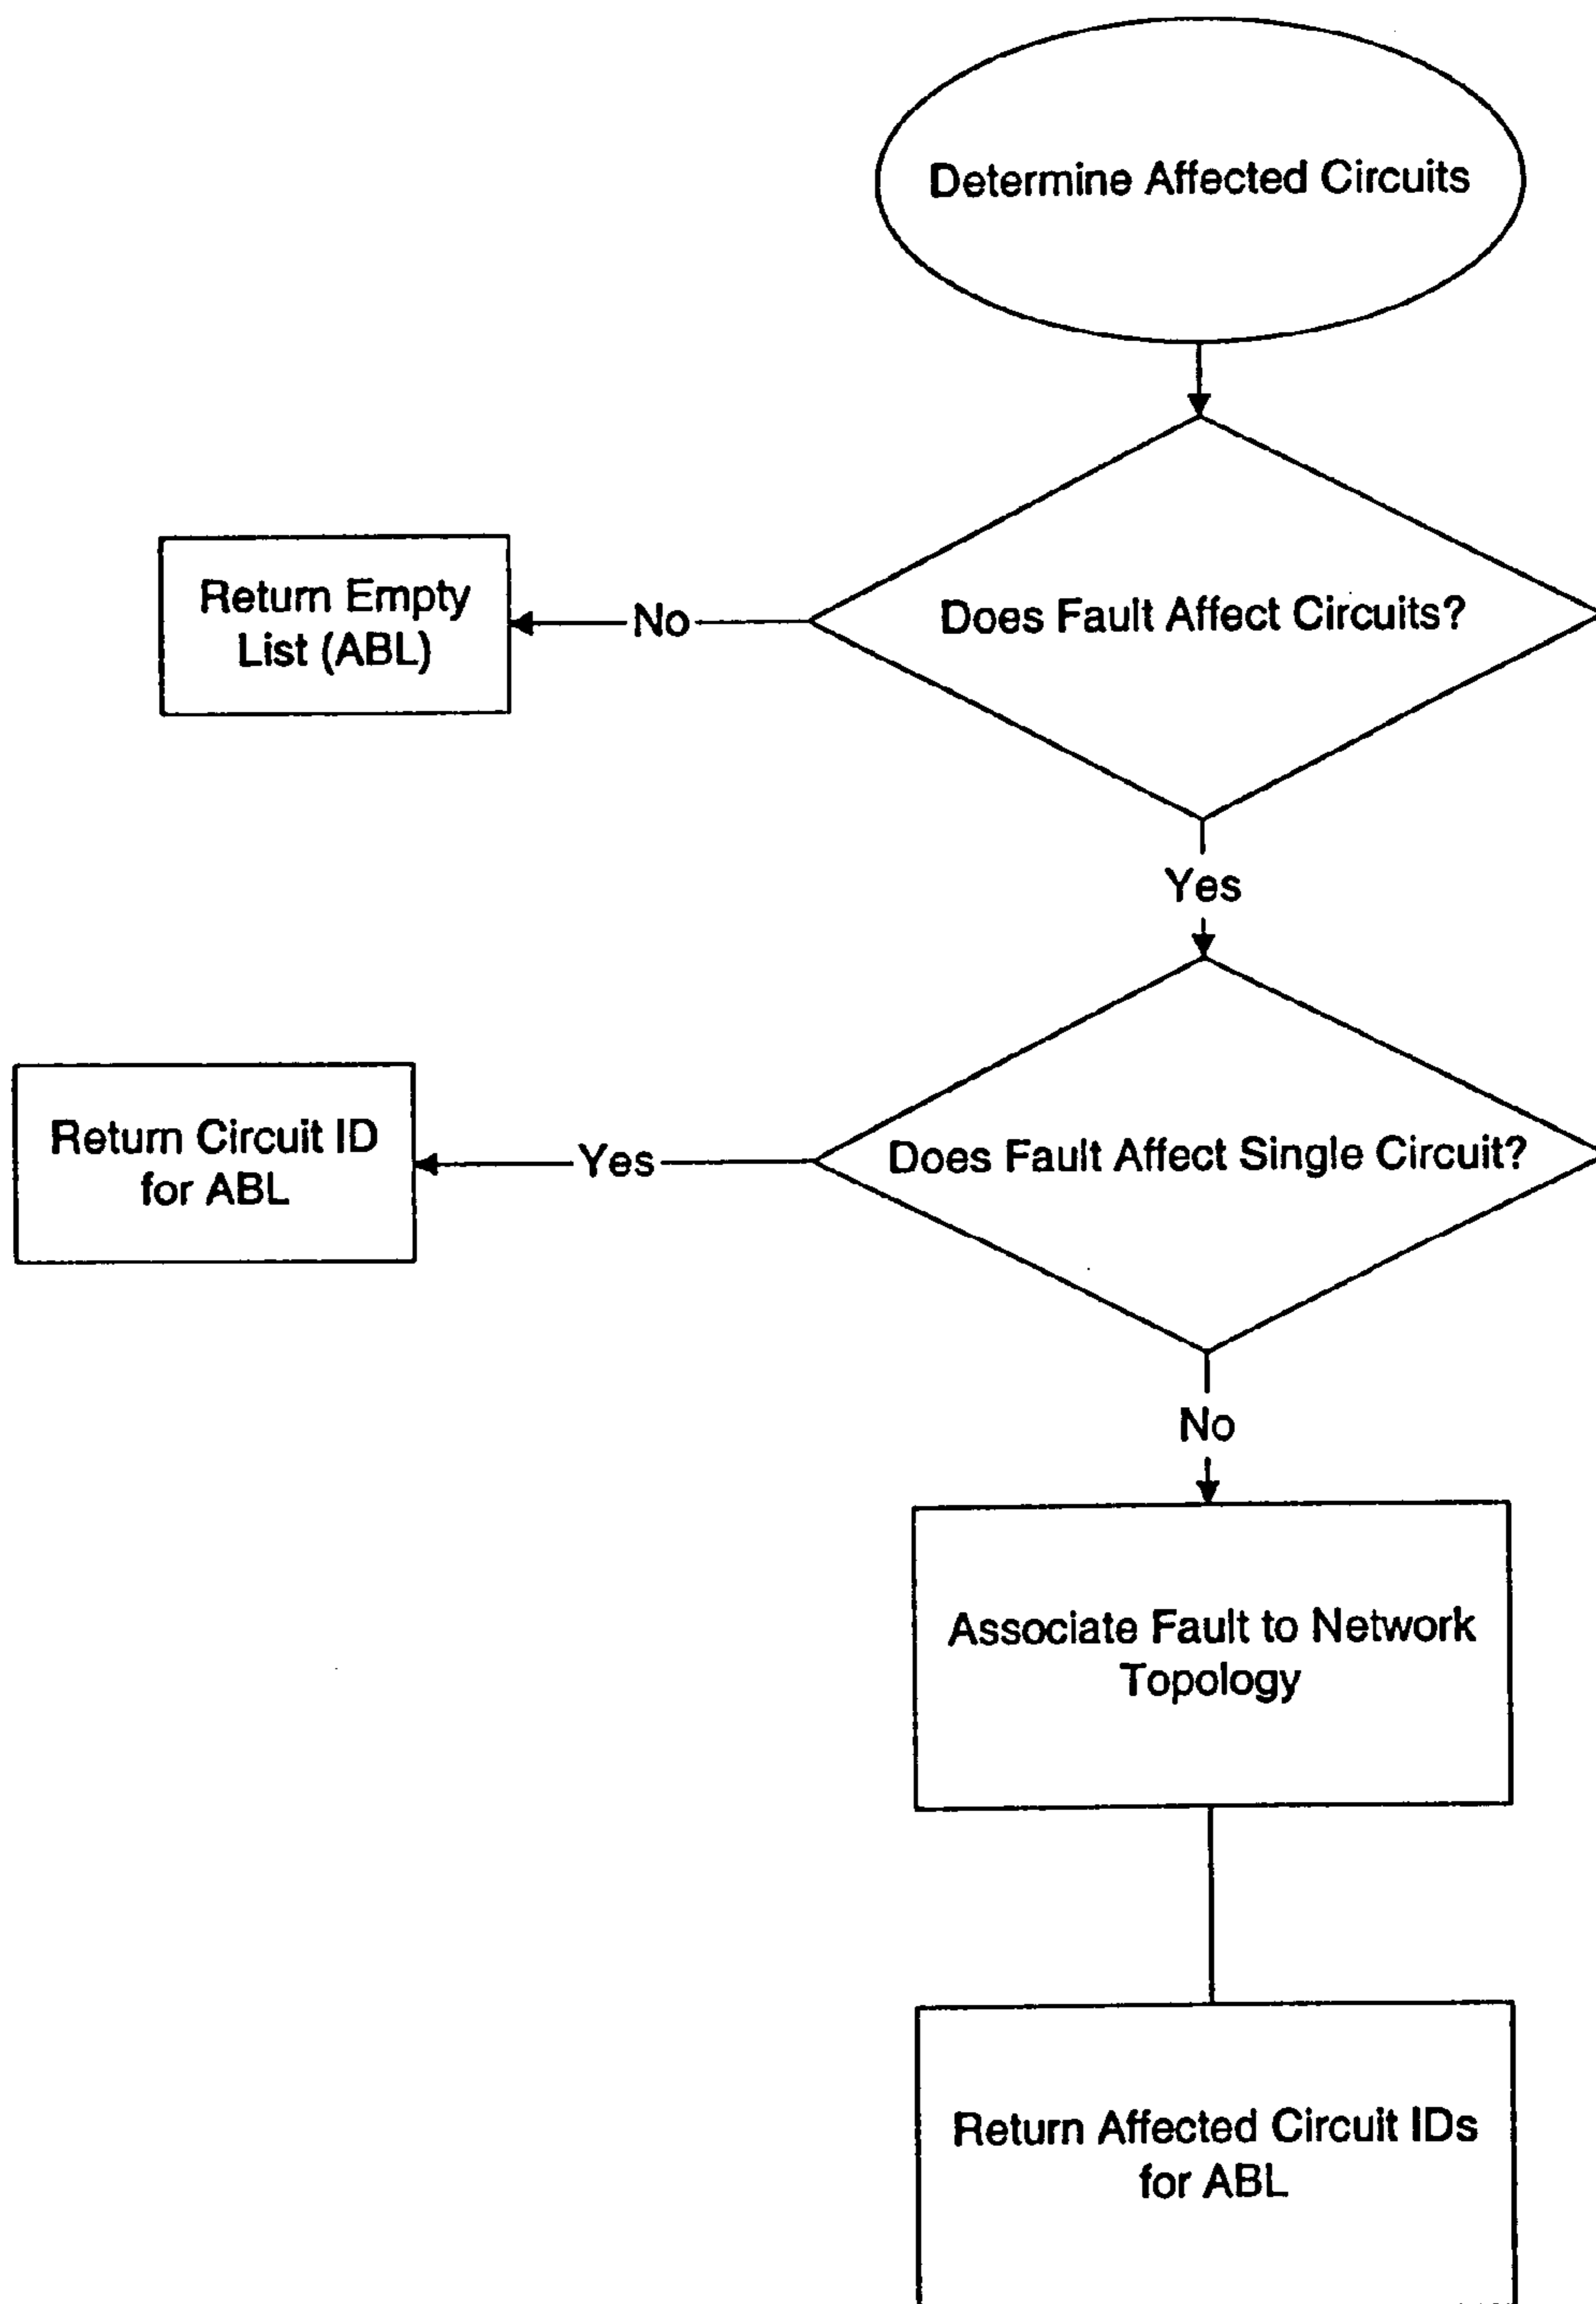 Determine Affected Circuits
Does Fault Affect Circuits?
No
Return Empty
List (ABL)
Yes
Does Fault Affect Single Circuit?
Yes
Return Circuit ID
for ABL
No
Associate Fault to Network
Topology
Return Affected Circuit IDs
for ABL